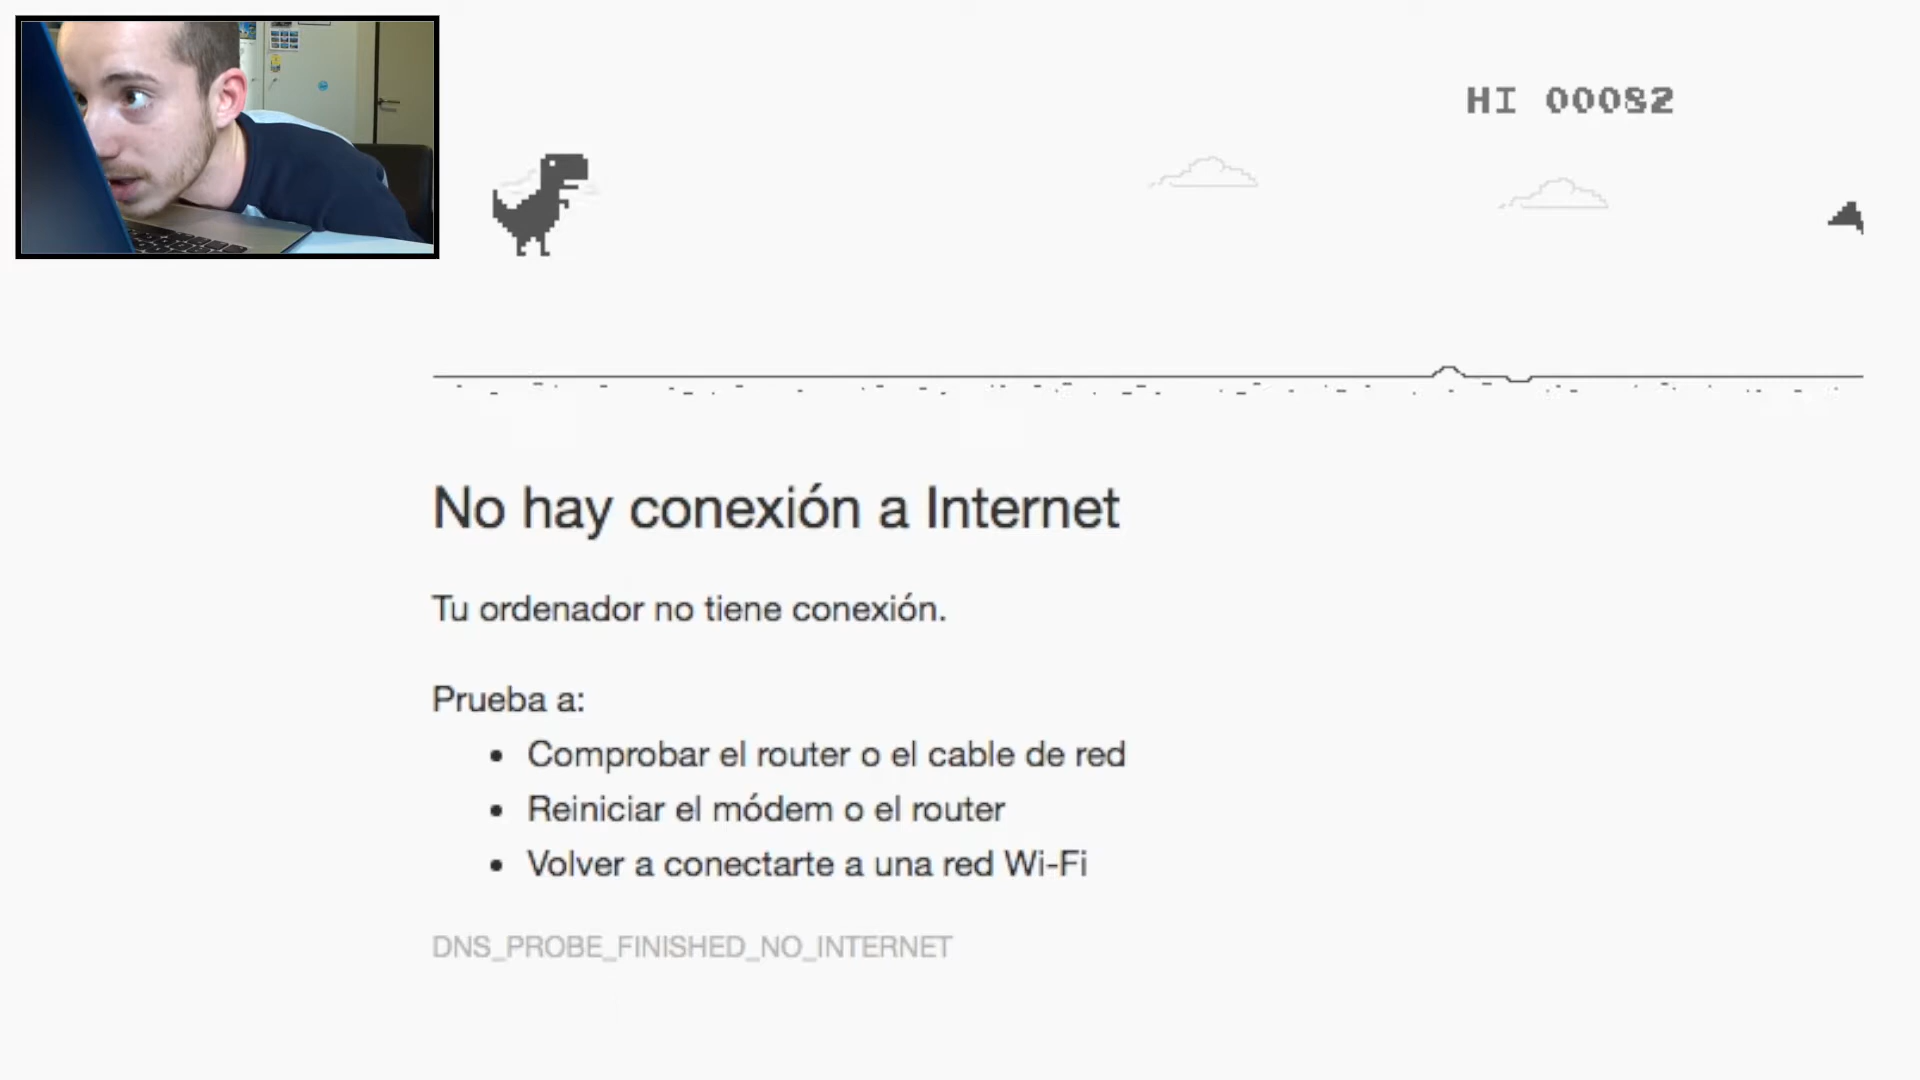 HI 00082
No hay conexión a Internet
Tu ordenador no tiene conexión.
Prueba a:
Comprobar el router o el cable de red
Reiniciar el módem o el router
Volver a conectarte a una red Wi-Fi
DNS_PROBE_FINISHED_NO_INTERNET